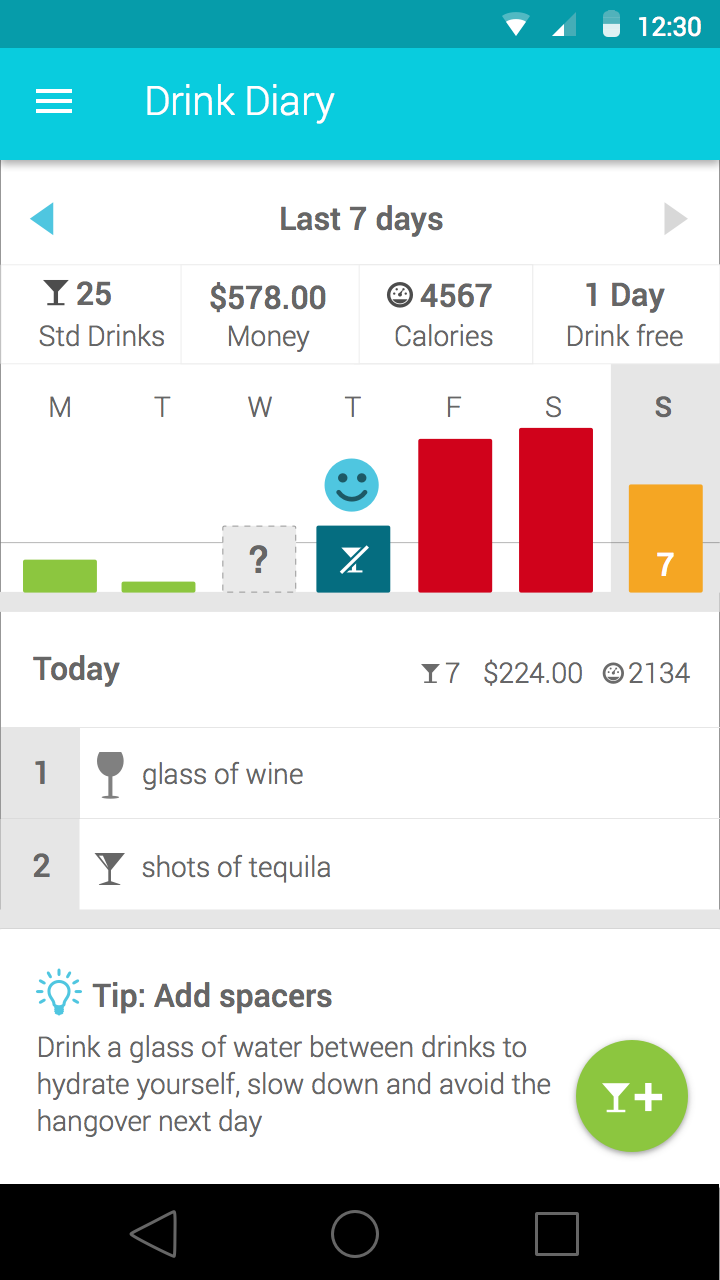 12:30
Drink Diary
Last 7 days
25 $578.00 4567 1 Day
Std Drinks Money Calories Drink free
M T W T F S S
?
7
Today 7 $224.00 2134
1 glass of wine
2 shots of tequila
Tip: Add spacers
Drink a glass of water between drinks to
hydrate yourself, slow down and avoid the
hangover next day